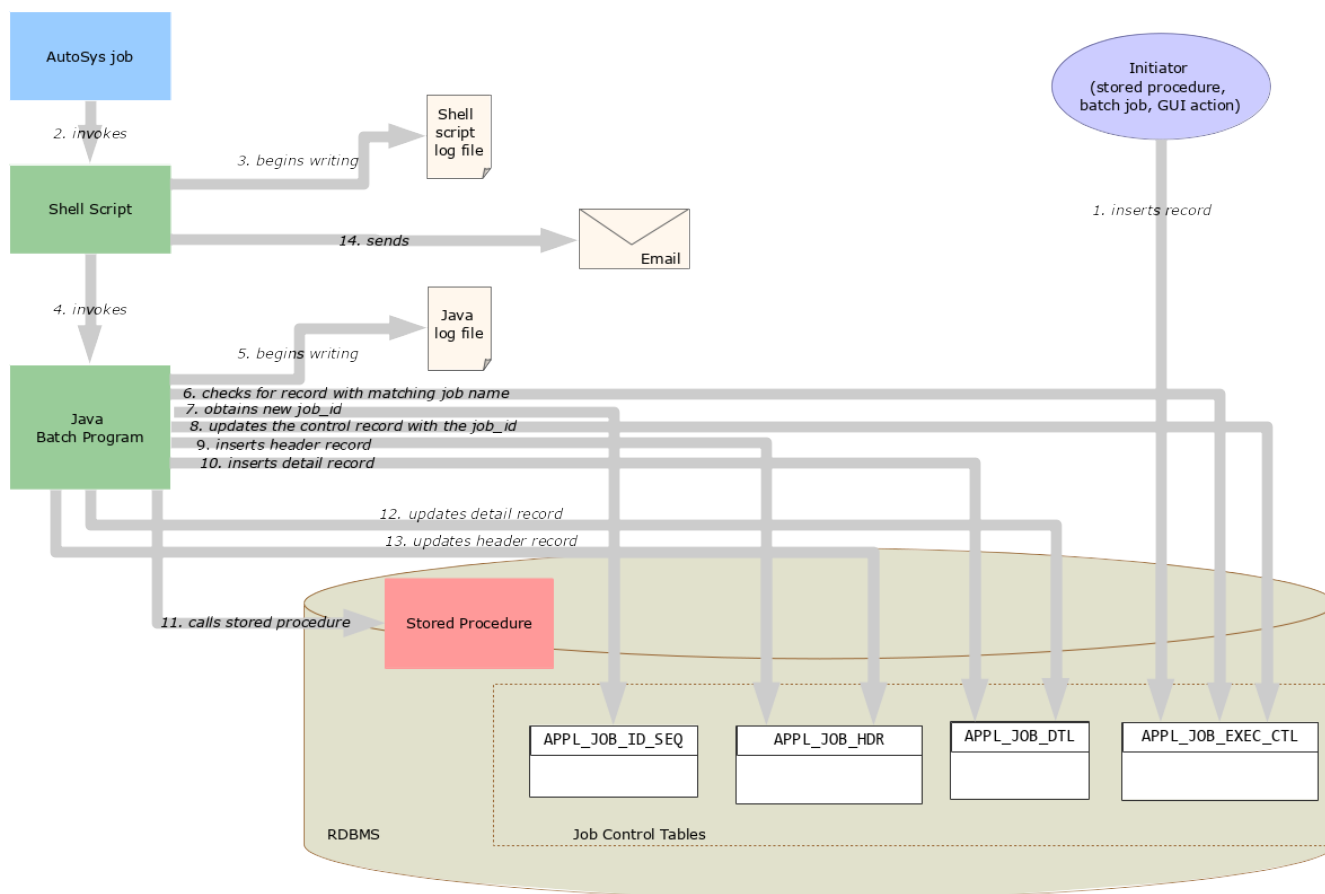 AutoSys job
Initiator
(stored procedure,
batch job, GUI action)
2. invokes
Shell
script
log file
3. begins writing
Shell Script
1. inserts record
14. sends
Email
4. invokes
Java
log file
5. begins writing
Java
Batch Program
6. checks for record with matching job name
7. obtains new job_id
8. updates the control record with the job_id
9. inserts header record
10. inserts detail record
12. updates detail record
13. updates header record
11. calls stored procedure
Stored Procedure
APPL_JOB_ID_SEQ
APPL_JOB_HDR
APPL_JOB_DTL
APPL_JOB_EXEC_CTL
RDBMS
Job Control Tables